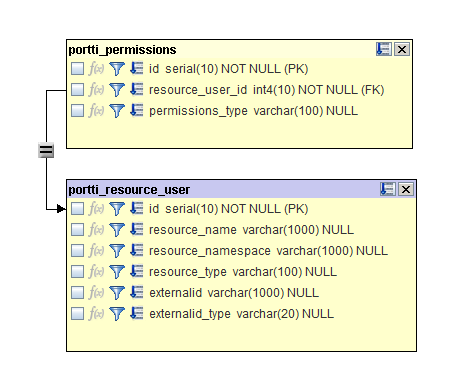 portti_permissions
f(x) id serial(10) NOT NULL (PK)
f(x) resource_user_id int4(10) NOT NULL (FK)
f(x) permissions_type varchar(100) NULL
portti_resource_user
f(x) id serial(10) NOT NULL (PK)
f(x) resource_name varchar(1000) NULL
f(x) resource_namespace varchar(1000) NULL
f(x) resource_type varchar(100) NULL
f(x) externalid varchar(1000) NULL
f(x) externalid_type varchar(20) NULL